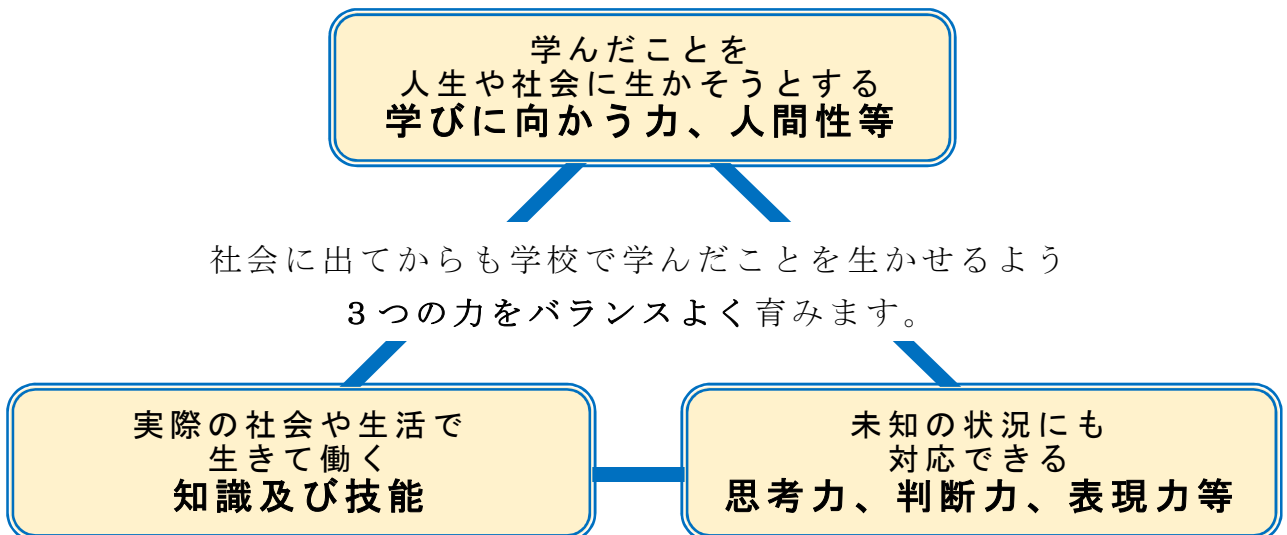 学んだことを
人生や社会に生かそうとする
学びに向かう力、人間性等
社会に出てからも学校で学んだことを生かせるよう
３つの力をバランスよく育みます。
実際の社会や生活で
生きて働く
知識及び技能
未知の状況にも
対応できる
思考力、判断力、表現力等